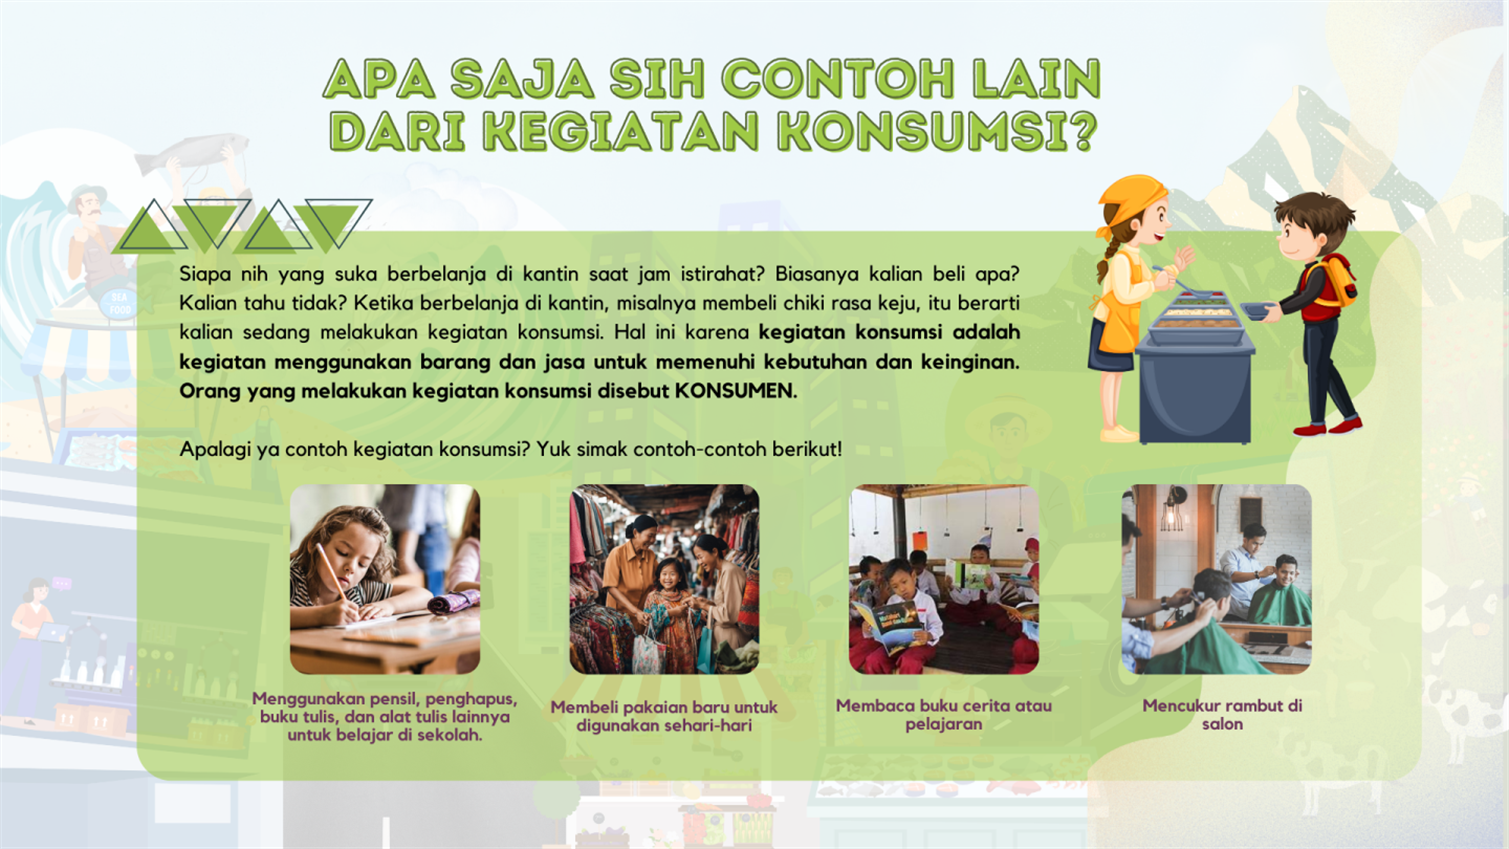 APA SAJA SIH CONTOH LAIN
DARI KEGIATAN KONSUMSI?
Siapa nih yang suka berbelanja di kantin saat jam istirahat? Biasanya kalian beli apa?
Kalian tahu tidak? Ketika berbelanja di kantin, misalnya membeli chiki rasa keju, itu berarti
kalian sedang melakukan kegiatan konsumsi. Hal ini karena kegiatan konsumsi adalah
kegiatan menggunakan barang dan jasa untuk memenuhi kebutuhan dan keinginan.
Orang yang melakukan kegiatan konsumsi disebut KONSUMEN.
Apalagi ya contoh kegiatan konsumsi? Yuk simak contoh-contoh berikut!
SEA
FOOD
Menggunakan pensil, penghapus,
buku tulis, dan alat tulis lainnya
untuk belajar di sekolah.
Membeli pakaian baru untuk
digunakan sehari-hari
Membaca buku cerita atau
pelajaran
Mencukur rambut di
salon